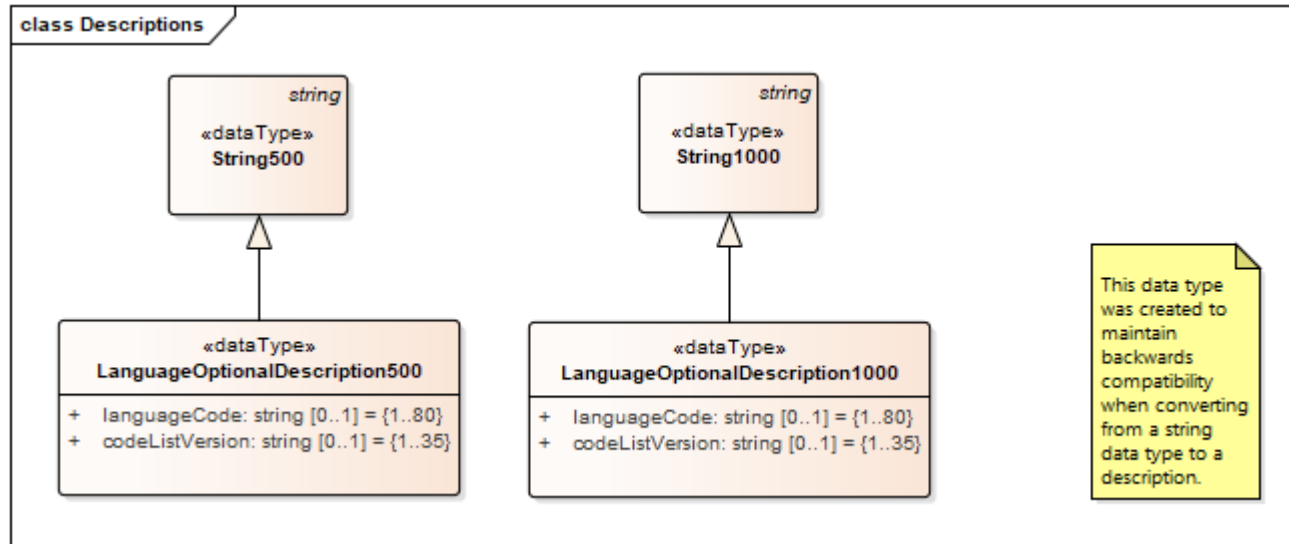 class Descriptions
string
«dataType»
String500
string
«dataType»
String1000
«dataType»
LanguageOptionalDescription500
+ languageCode: string [0..1] = {1..80}
+ codeListVersion: string [0..1] = {1..35}
«dataType»
LanguageOptionalDescription1000
+ languageCode: string [0..1] = {1..80}
+ codeListVersion: string [0..1] = {1..35}
This data type
was created to
maintain
backwards
compatibility
when converting
from a string
data type to a
description.